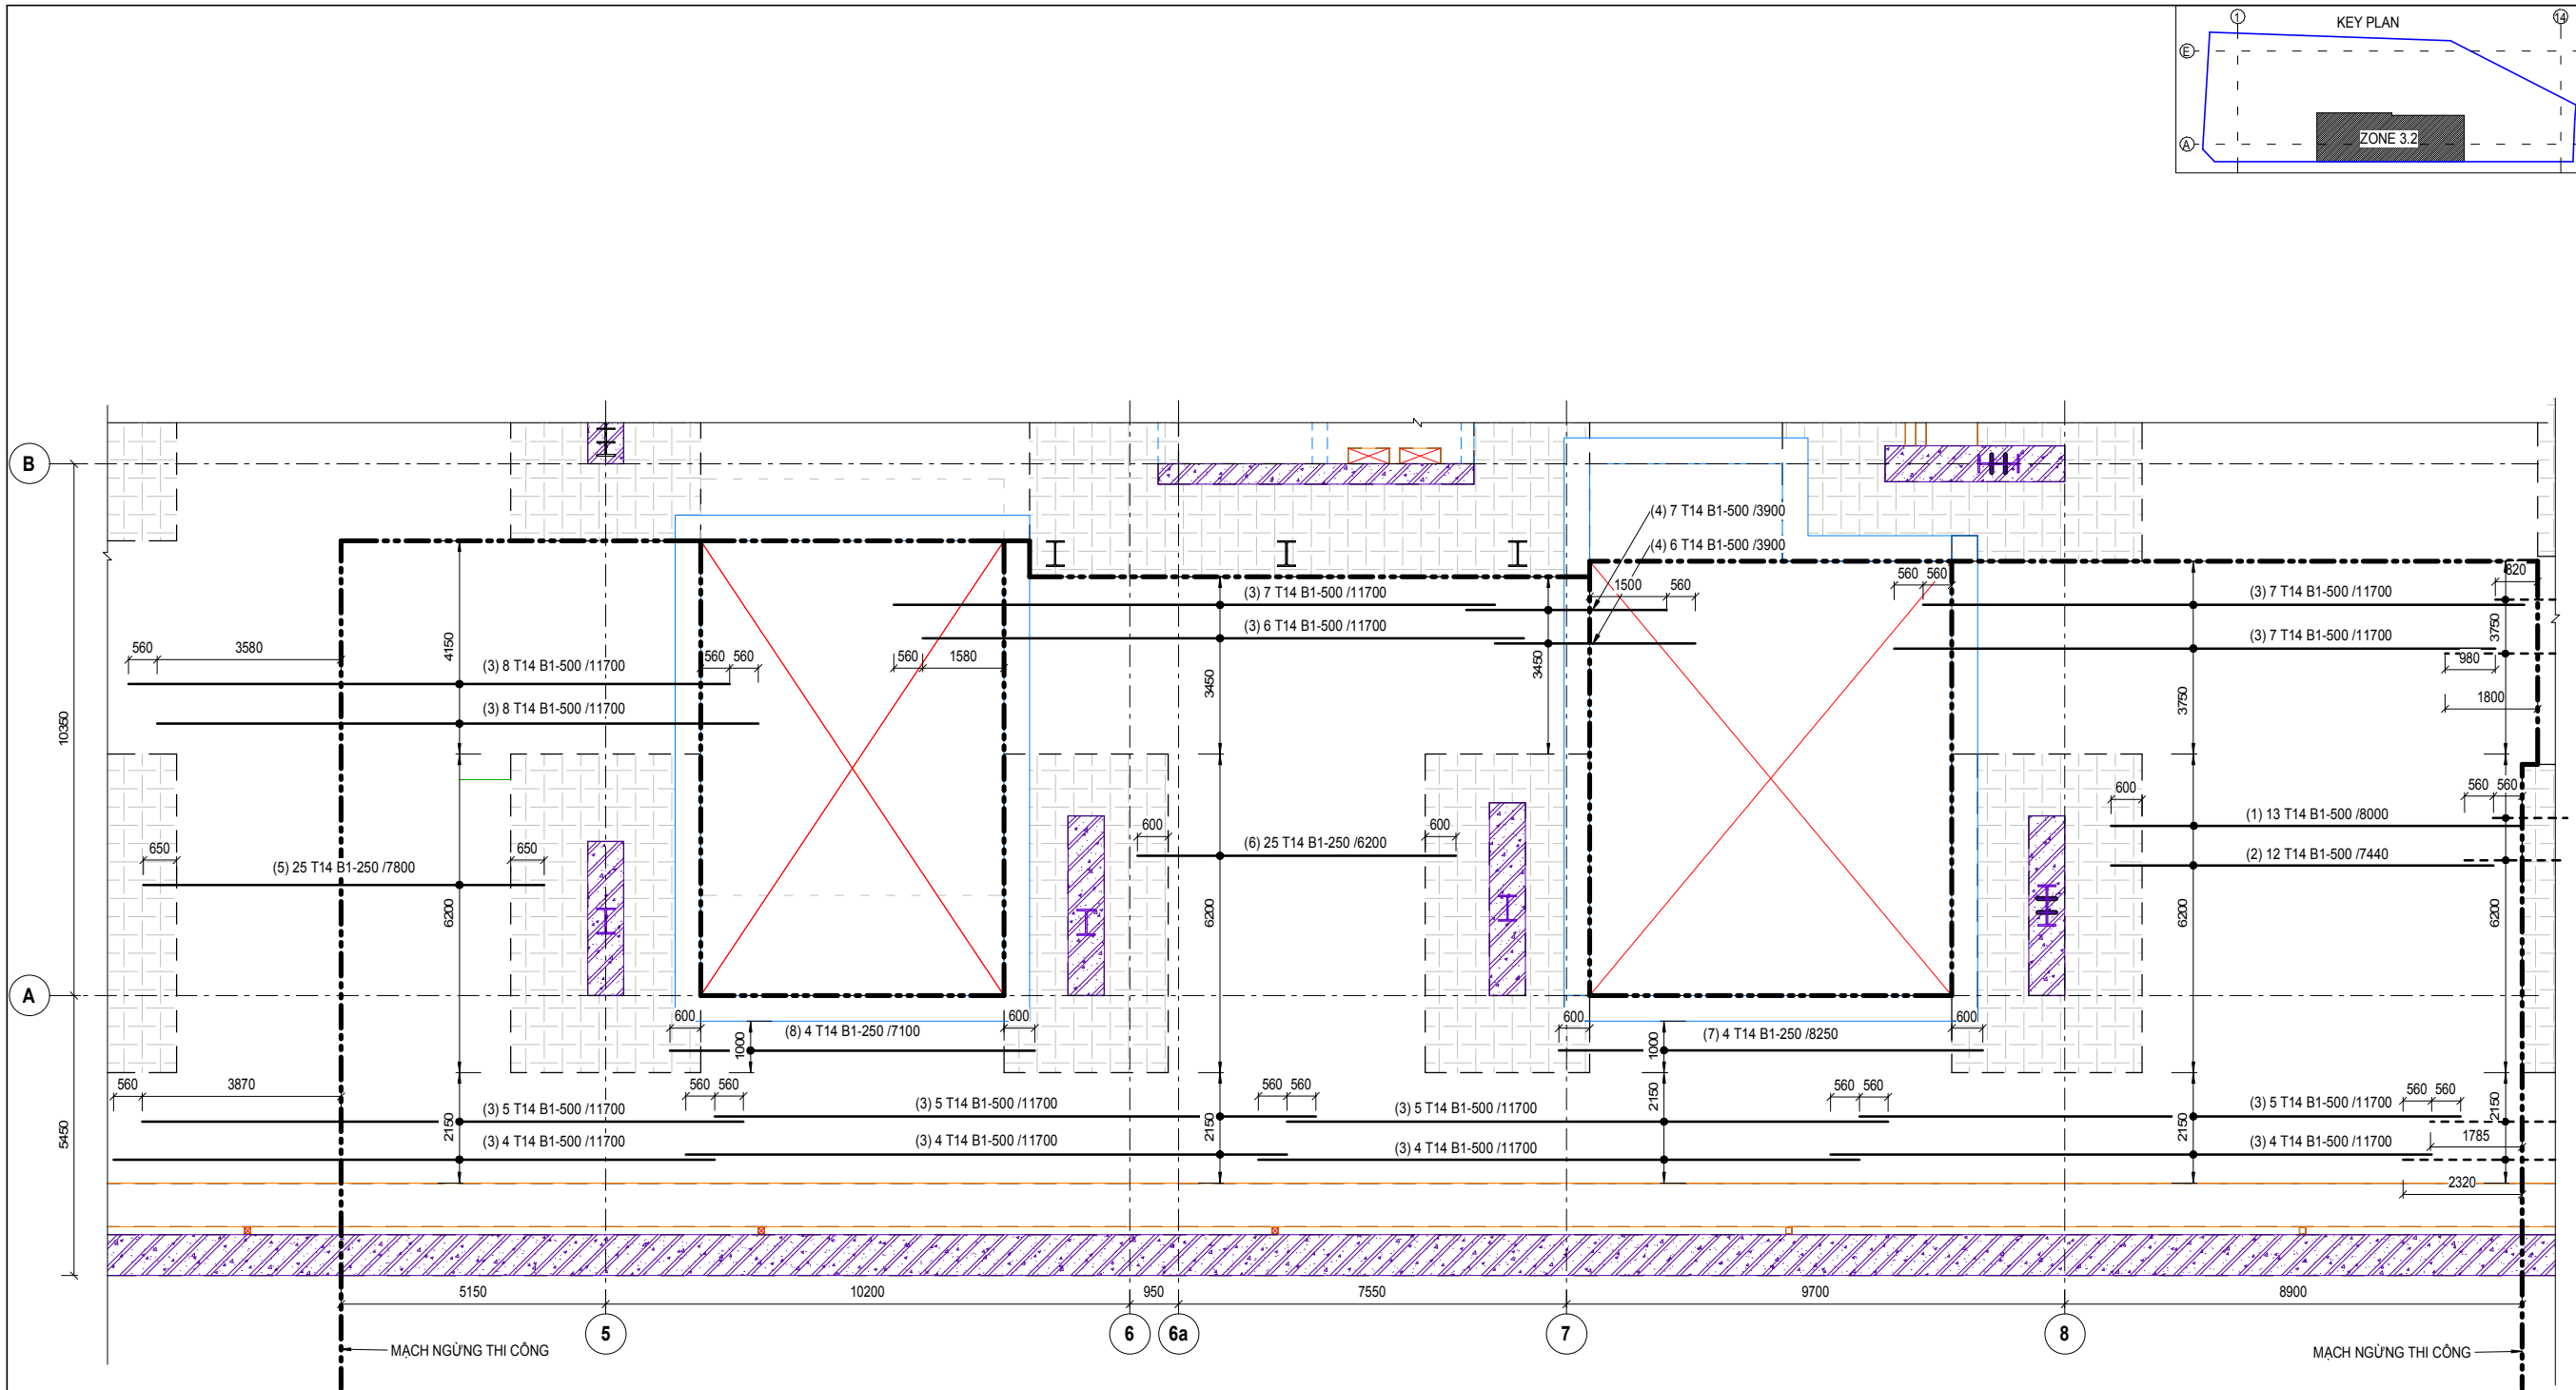 KEY PLAN
1
14
E
A
ZONE 3.2
B
(4) 7 T14 B1-500 /3900
(4) 6 T14 B1-500 /3900
1500
560
560
560
820
(3) 7 T14 B1-500 /11700
(3) 7 T14 B1-500 /11700
(3) 6 T14 B1-500 /11700
(3) 7 T14 B1-500 /11700
560
3580
4150
560
560
560
1580
3450
3450
3750
3750
980
1800
(3) 8 T14 B1-500 /11700
(3) 8 T14 B1-500 /11700
10350
560
560
600
(1) 13 T14 B1-500 /8000
(2) 12 T14 B1-500 /7440
650
650
(5) 25 T14 B1-250 /7800
600
600
(6) 25 T14 B1-250 /6200
6200
6200
6200
6200
A
600
600
(8) 4 T14 B1-250 /7100
1000
600
600
(7) 4 T14 B1-250 /8250
1000
560
3870
560
560
560
560
560
560
560
560
(3) 5 T14 B1-500 /11700
(3) 5 T14 B1-500 /11700
(3) 5 T14 B1-500 /11700
(3) 5 T14 B1-500 /11700
2150
2150
2150
2150
2150
5450
(3) 4 T14 B1-500 /11700
(3) 4 T14 B1-500 /11700
(3) 4 T14 B1-500 /11700
(3) 4 T14 B1-500 /11700
1785
2320
5150
10200
950
7550
9700
8900
5
6
6a
7
8
MẠCH NGỪNG THI CÔNG
MẠCH NGỪNG THI CÔNG